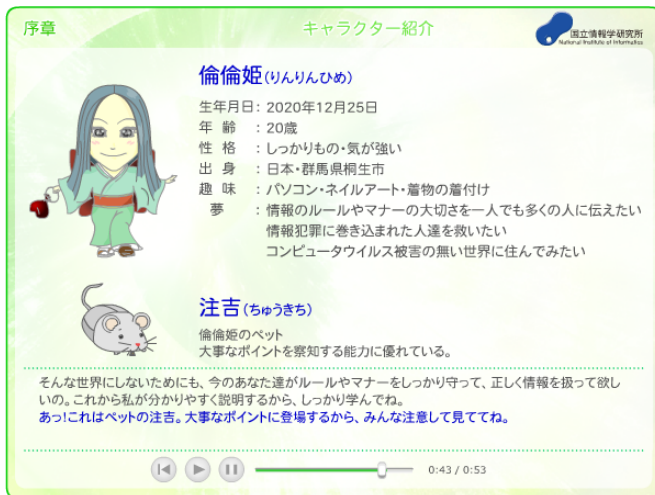 序章
キャラクター紹介
国立情報学研究所
National Institute of Informatics
倫倫姫(りんりんひめ)
生年月日：2020年12月25日
年 齢 ：20歳
性 格 ：しっかりもの・気が強い
出 身 ：日本・群馬県桐生市
趣 味 ：パソコン・ネイルアート・着物の着付け
夢 ：情報のルールやマナーの大切さを一人でも多くの人に伝えたい
情報犯罪に巻き込まれた人達を救いたい
コンピュータウイルス被害の無い世界に住んでみたい
注吉(ちゅうきち)
倫倫姫のペット
大事なポイントを察知する能力に優れている。
そんな世界にしないためにも、今のあなた達がルールやマナーをしっかり守って、正しく情報を扱って欲し
いの。これから私が分かりやすく説明するから、しっかり学んでね。
あっ!これはペットの注吉。大事なポイントに登場するから、みんな注意して見ててね。
0:43 / 0:53